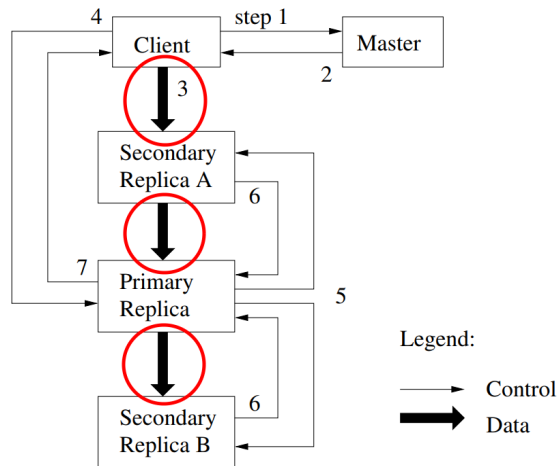 4
step 1
Client
Master
2
3
Secondary
Replica A
6
7
Primary
Replica
5
6
Secondary
Replica B
Legend:
Control
Data